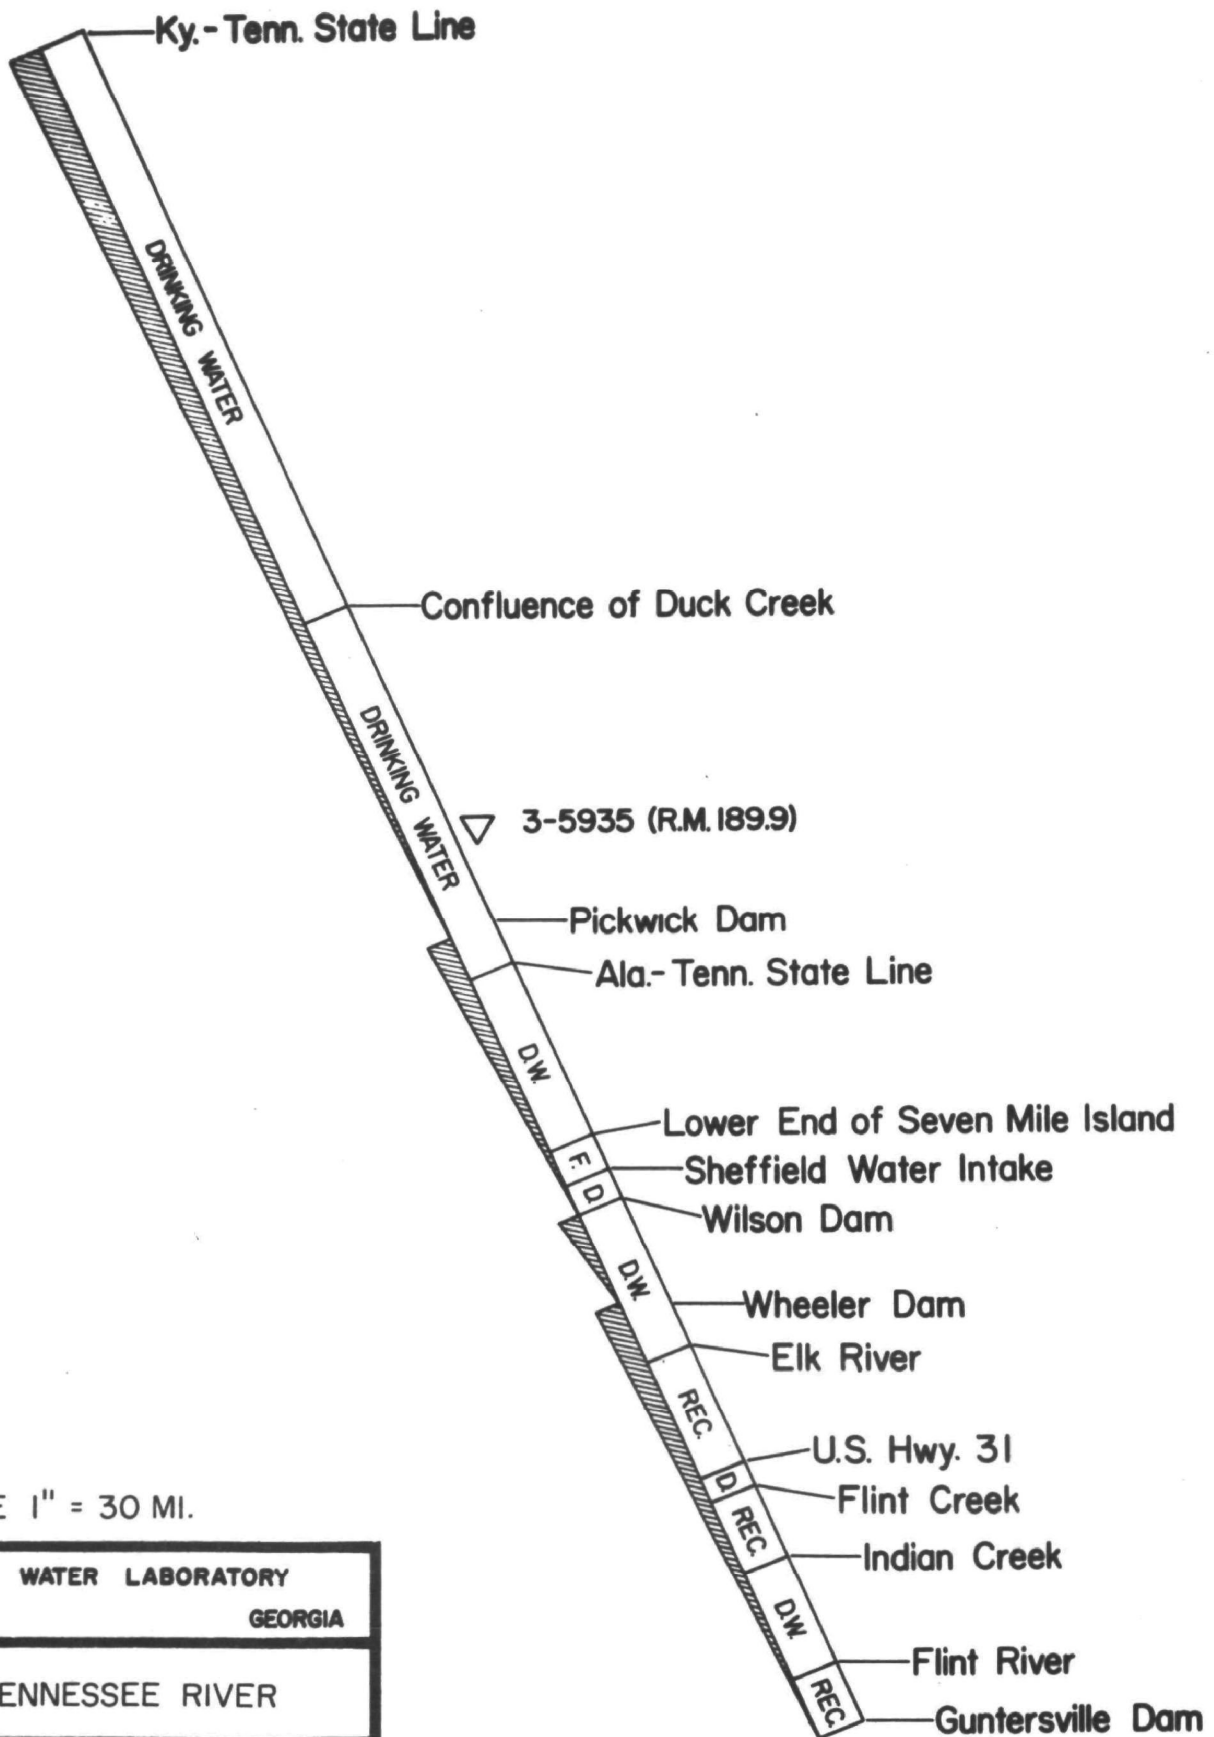 Ky.- Tenn. State Line
DRINKING WATER
Confluence of Duck Creek
DRINKING WATER
3-5935 (R.M. 189.9)
Pickwick Dam
Ala.- Tenn. State Line
D.W.
Lower End of Seven Mile Island
F.
Sheffield Water Intake
D.
Wilson Dam
D.W.
Wheeler Dam
Elk River
REC.
U.S. Hwy. 31
D.
Flint Creek
REC.
Indian Creek
D.W.
Flint River
REC.
Guntersville Dam
E 1" = 30 MI.
WATER LABORATORY
GEORGIA
ENNESSEE RIVER